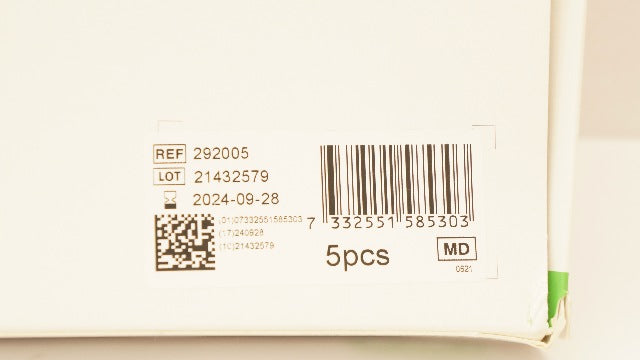 REF 292005
LOT 21432579
2024-09-28
(01)07332551585303
(17)240928
(10)21432579
7 332551 585303
5pcs
MD
0521